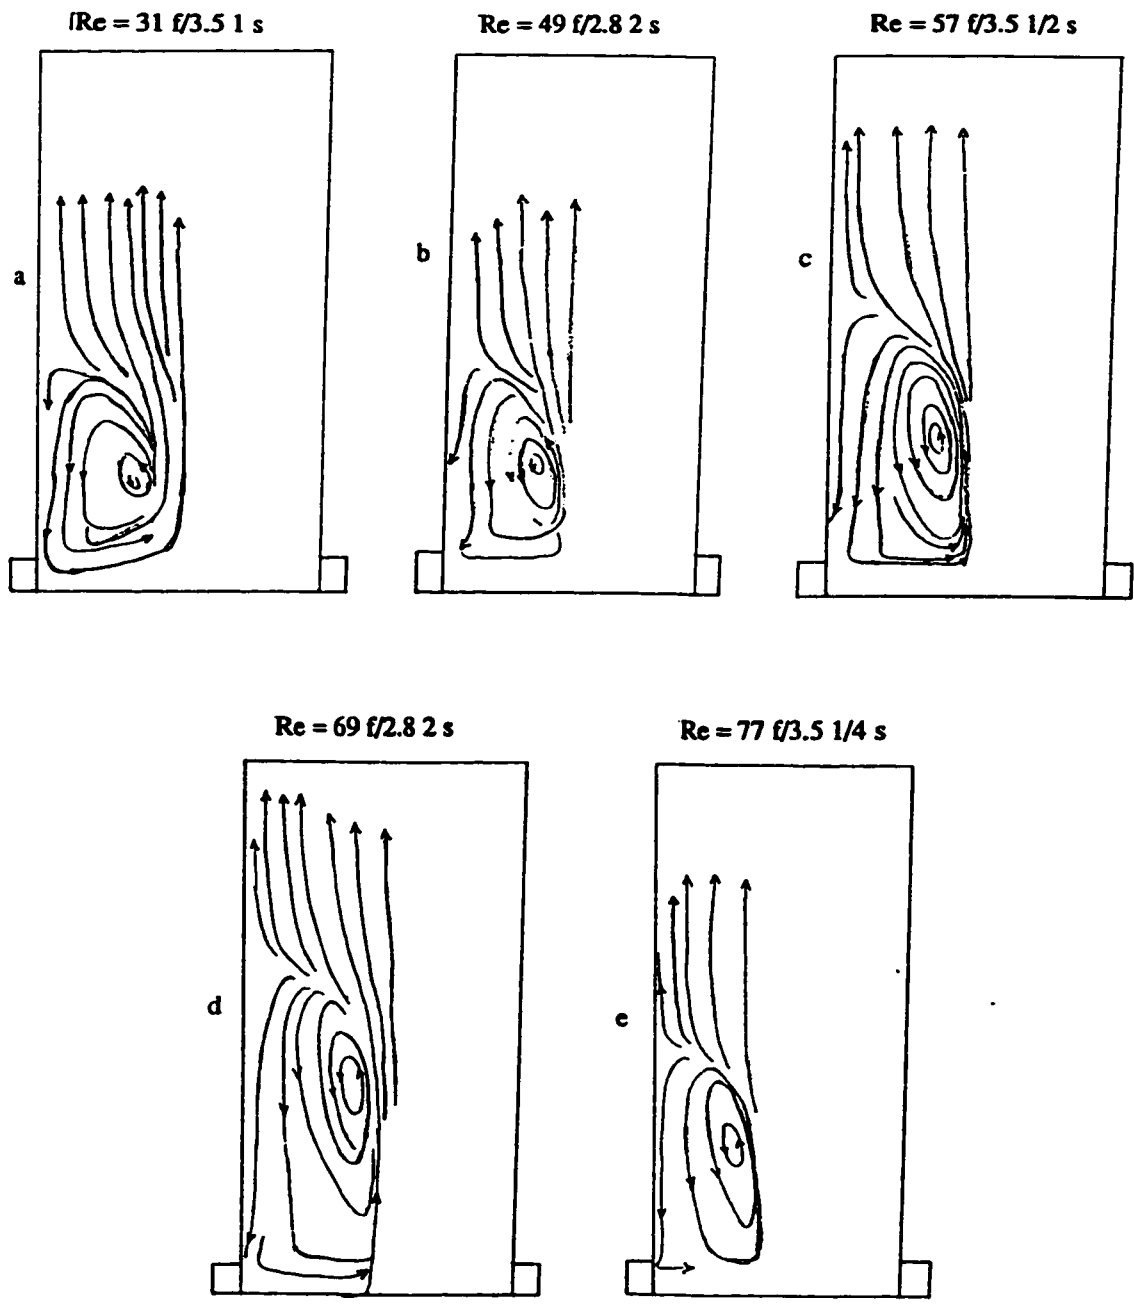 Re = 31 f/3.5 1 s
Re = 49 f/2.8 2 s
Re = 57 f/3.5 1/2 s
a
b
c
Re = 69 f/2.8 2 s
Re = 77 f/3.5 1/4 s
d
e